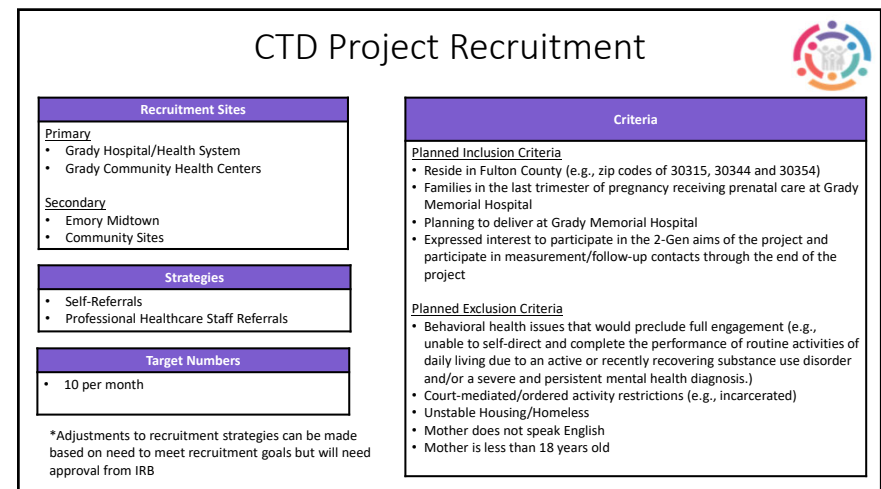 CTD Project Recruitment
Recruitment Sites
Primary
• Grady Hospital/Health System
• Grady Community Health Centers
Secondary
• Emory Midtown
• Community Sites
Strategies
• Self-Referrals
• Professional Healthcare Staff Referrals
Target Numbers
• 10 per month
*Adjustments to recruitment strategies can be made
based on need to meet recruitment goals but will need
approval from IRB
Criteria
Planned Inclusion Criteria
• Reside in Fulton County (e.g., zip codes of 30315, 30344 and 30354)
• Families in the last trimester of pregnancy receiving prenatal care at Grady
Memorial Hospital
• Planning to deliver at Grady Memorial Hospital
• Expressed interest to participate in the 2-Gen aims of the project and
participate in measurement/follow-up contacts through the end of the
project
Planned Exclusion Criteria
• Behavioral health issues that would preclude full engagement (e.g.,
unable to self-direct and complete the performance of routine activities of
daily living due to an active or recently recovering substance use disorder
and/or a severe and persistent mental health diagnosis.)
• Court-mediated/ordered activity restrictions (e.g., incarcerated)
• Unstable Housing/Homeless
• Mother does not speak English
• Mother is less than 18 years old